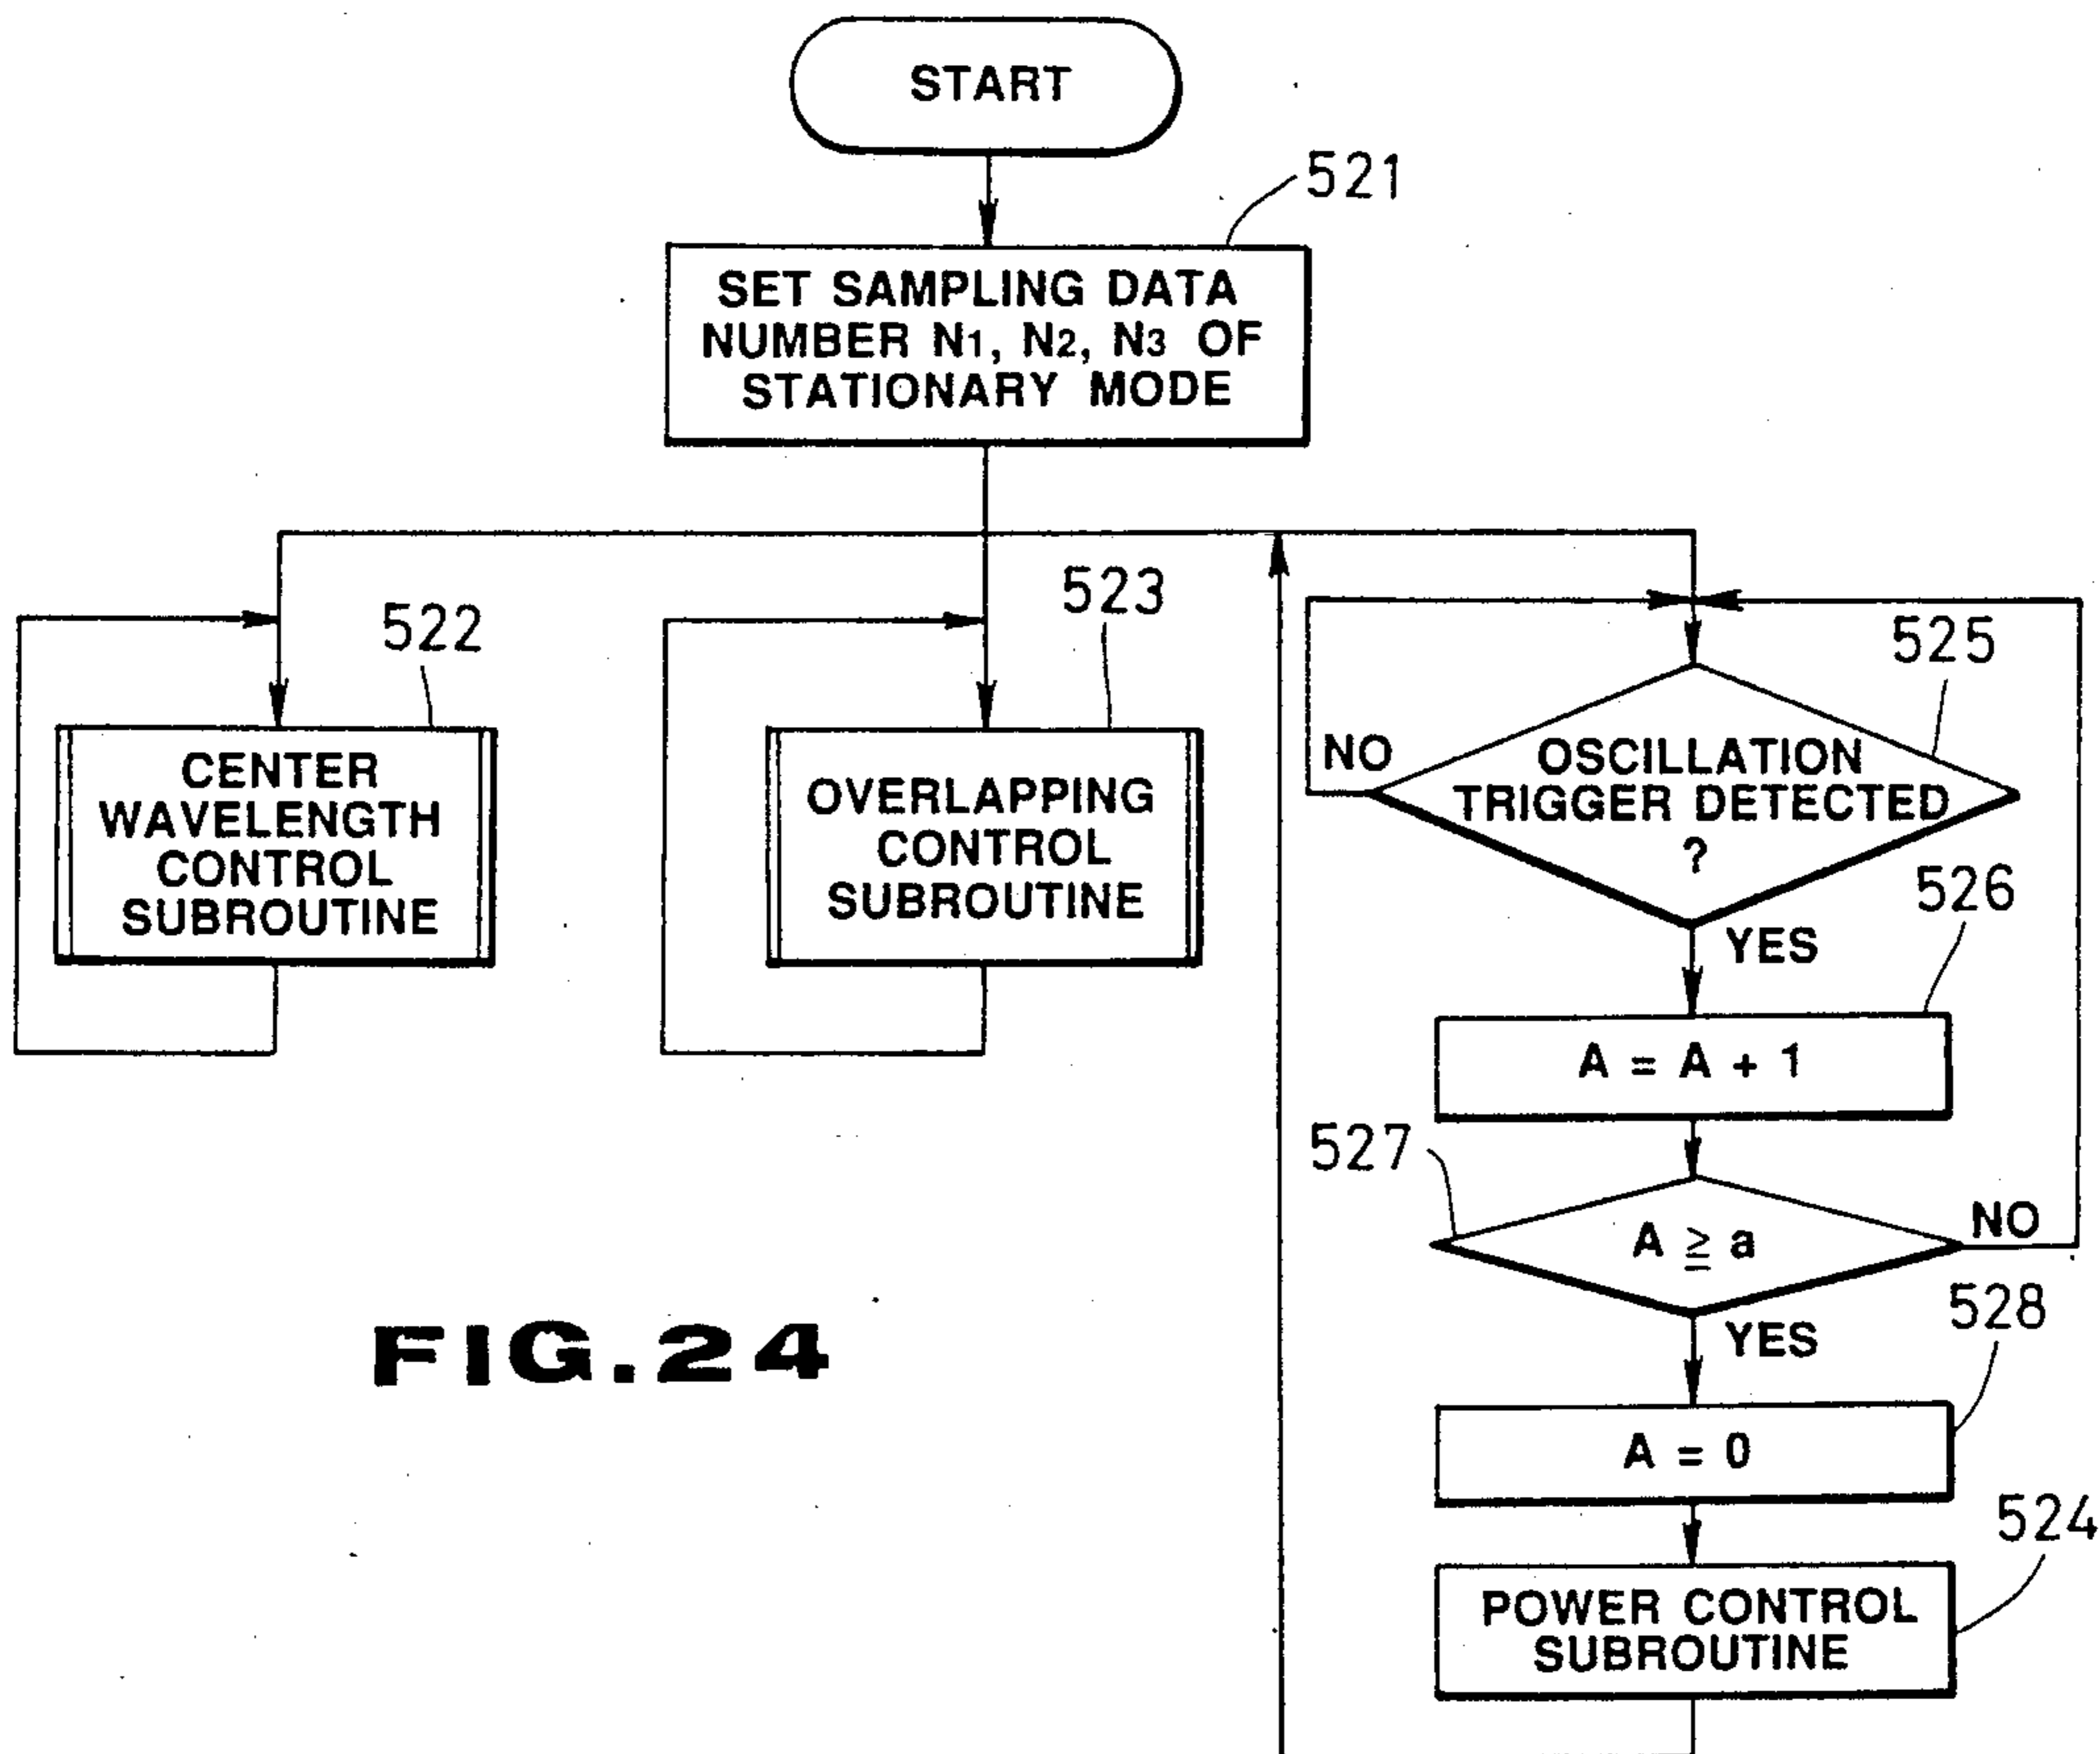 START
521
SET SAMPLING DATA
NUMBER N1, N2, N3 OF
STATIONARY MODE
522
CENTER
WAVELENGTH
CONTROL
SUBROUTINE
523
OVERLAPPING
CONTROL
SUBROUTINE
525
NO
OSCILLATION
TRIGGER DETECTED
?
YES
526
A = A + 1
527
A ≧ a
NO
YES
528
A = 0
524
POWER CONTROL
SUBROUTINE
FIG.24